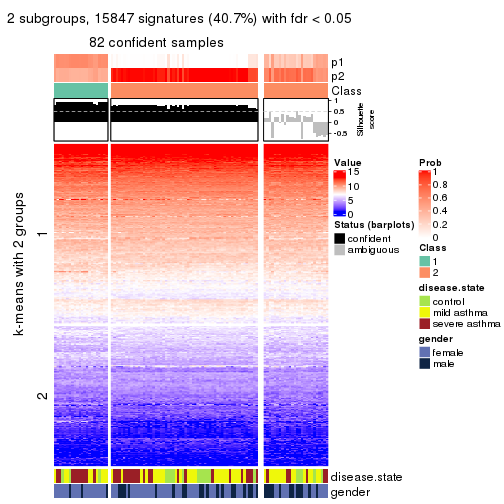 2 subgroups, 15847 signatures (40.7%) with fdr < 0.05
82 confident samples
p1
p2
Class
1
0.5
0
-0.5
Silhouette
score
k-means with 2 groups
1
2
Value
15
10
5
0
Status (barplots)
confident
ambiguous
Prob
1
0.8
0.6
0.4
0.2
0
Class
1
2
disease.state
control
mild asthma
severe asthma
gender
female
male
disease.state
gender